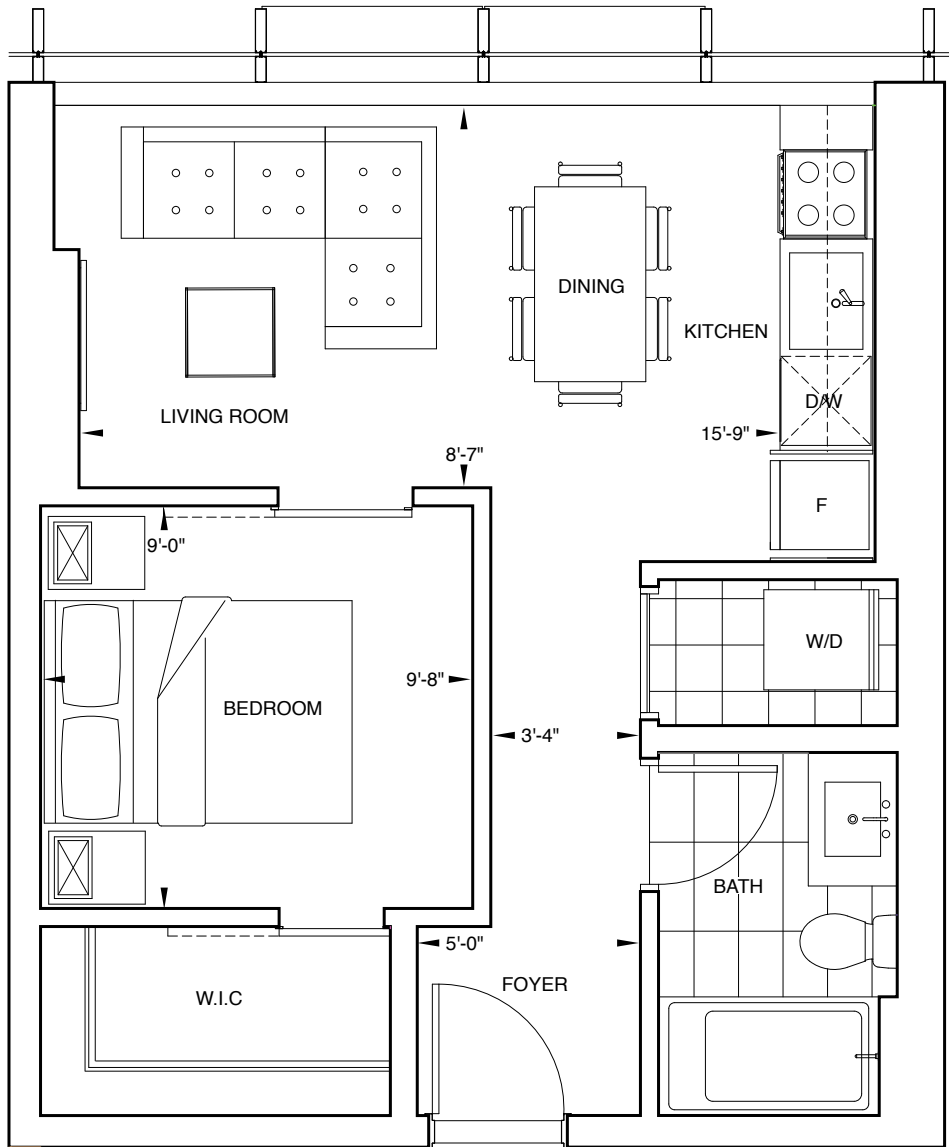 DINING
KITCHEN
D/W
LIVING ROOM
15'-9"
8'-7"
F
9'-0"
W/D
9'-8"
BEDROOM
3'-4"
BATH
5'-0"
FOYER
W.I.C